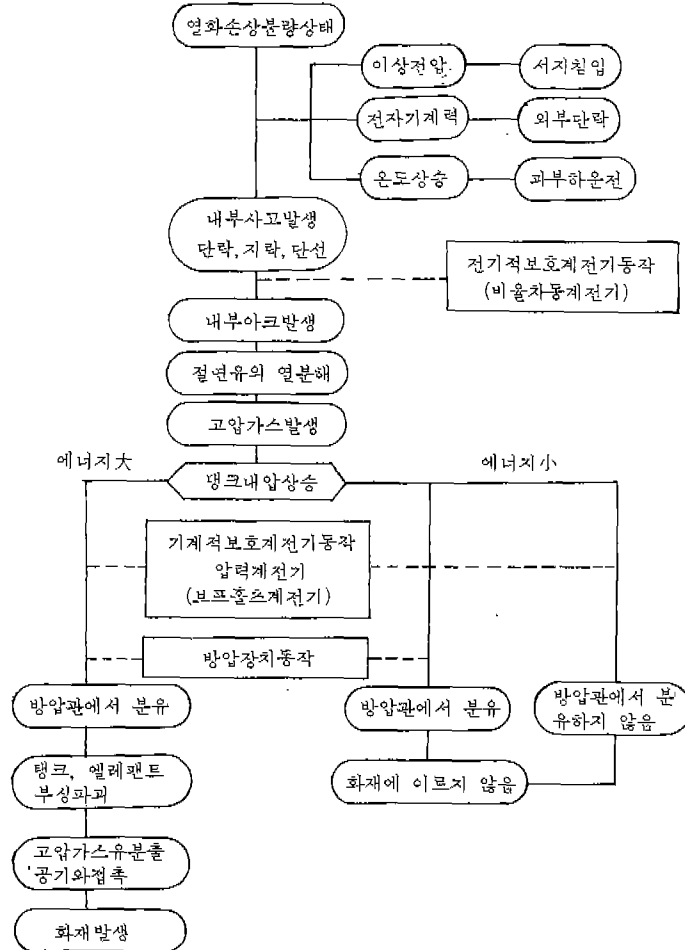 열화손상불량상태
이상전압
서지침입
전자기계력
외부단락
온도상승
과부하운전
내부사고발생
단락, 지락, 단선
전기적보호계전기동작
(비율차동계전기)
내부아크발생
절연유의 열분해
고압가스발생
에너지大
에너지小
탱크내압상승
기계적보호계전기동작
압력계전기
(브프홀쯔계전기)
방압장치동작
방압관에서 분유
방압관에서 분유
방압관에서 분
유하지 않음
탱크, 엘레팬트
부싱파괴
화재에 이르지 않음
고압가스유분출
공기와접촉
화재발생